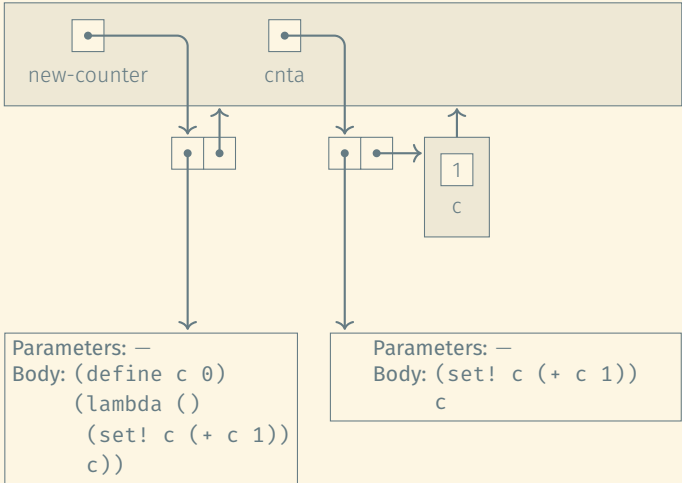 new-counter
cnta
1
c
Parameters: —
Body: (define c 0)
(lambda ()
(set! c (+ c 1))
c))
Parameters: —
Body: (set! c (+ c 1))
c